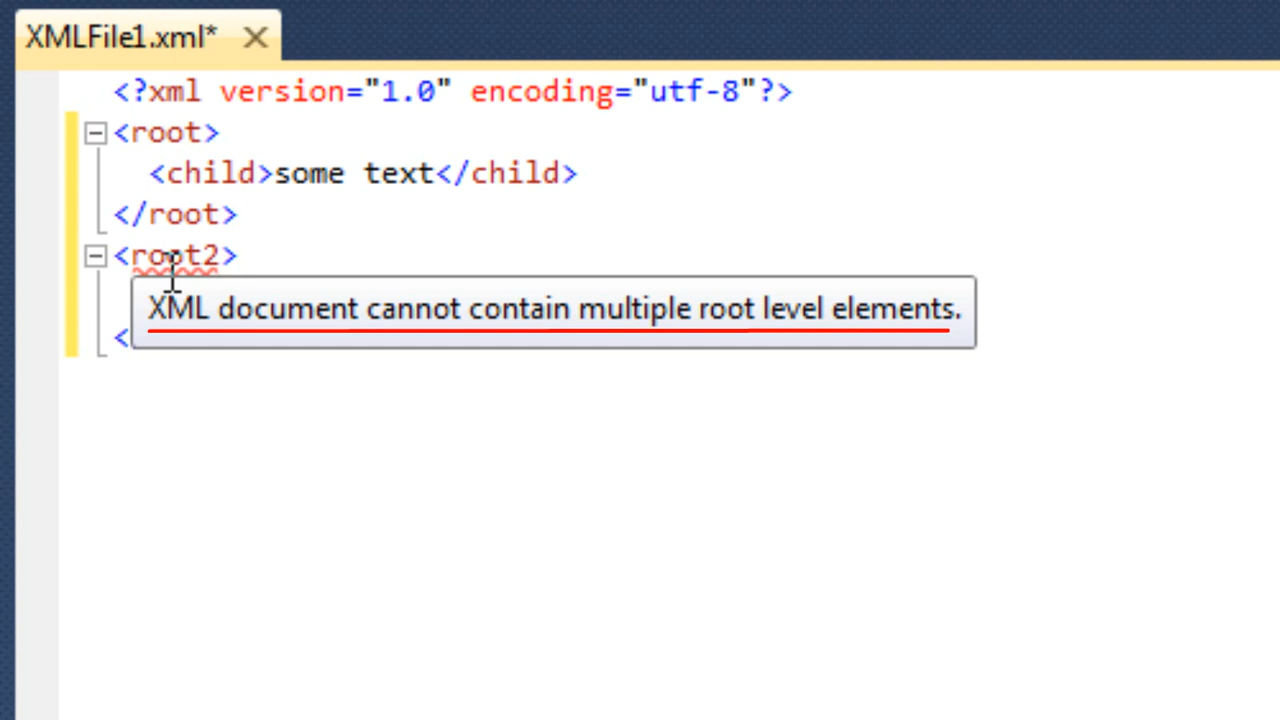 XMLFile1.xml*
<?xml version="1.0" encoding="utf-8"?>
<root>
<child>some text</child>
</root>
<root2>
XML document cannot contain multiple root level elements.
<